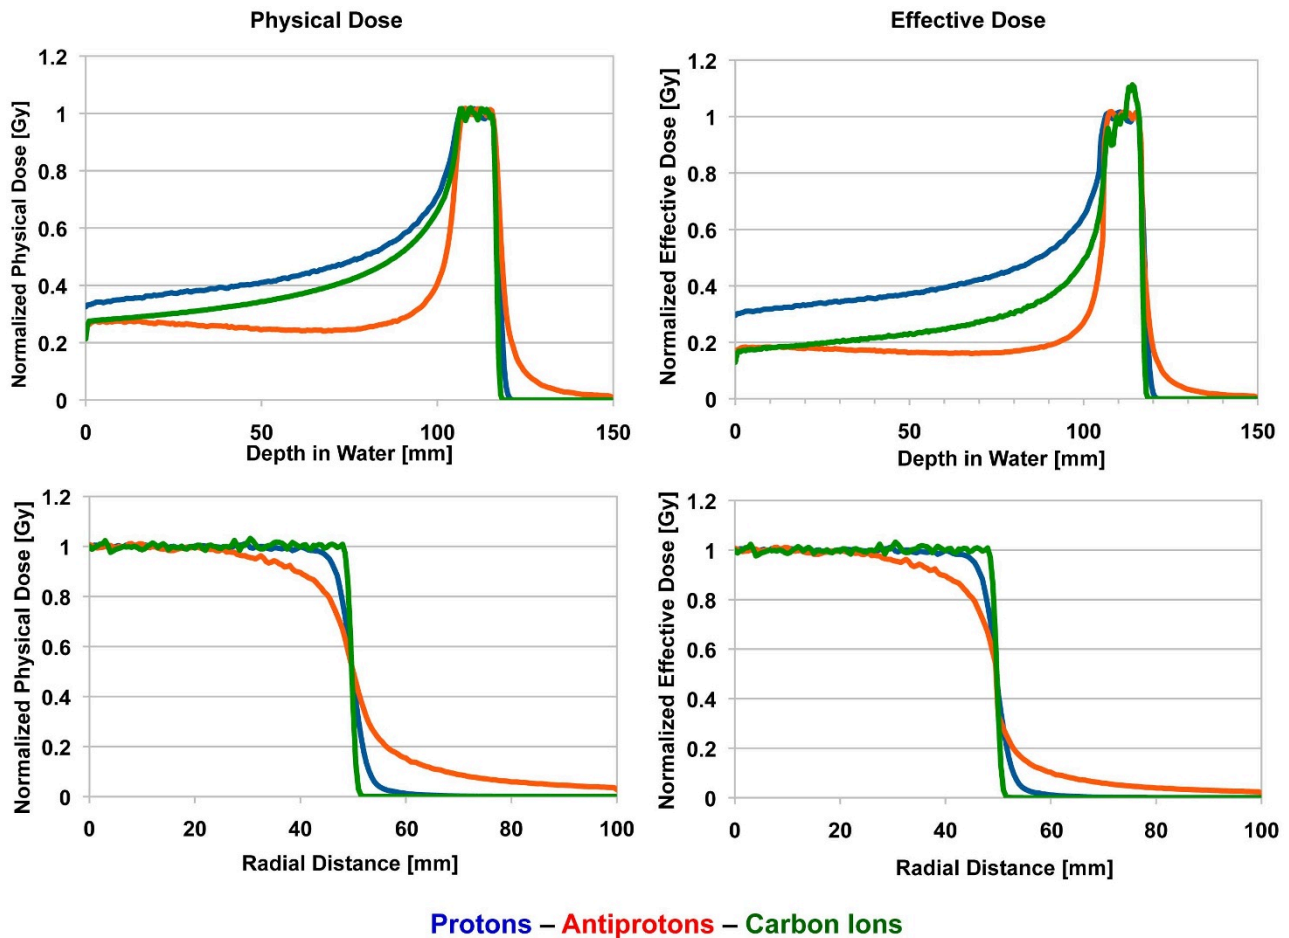 Physical Dose
Normalized Physical Dose [Gy]
1.2
1
0.8
0.6
0.4
0.2
0
0 50 100 150
Depth in Water [mm]
Effective Dose
Normalized Effective Dose [Gy]
1.2
1
0.8
0.6
0.4
0.2
0
0 50 100 150
Depth in Water [mm]
Normalized Physical Dose [Gy]
1.2
1
0.8
0.6
0.4
0.2
0
0 20 40 60 80 100
Radial Distance [mm]
Normalized Effective Dose [Gy]
1.2
1
0.8
0.6
0.4
0.2
0
0 20 40 60 80 100
Radial Distance [mm]
Protons – Antiprotons – Carbon Ions